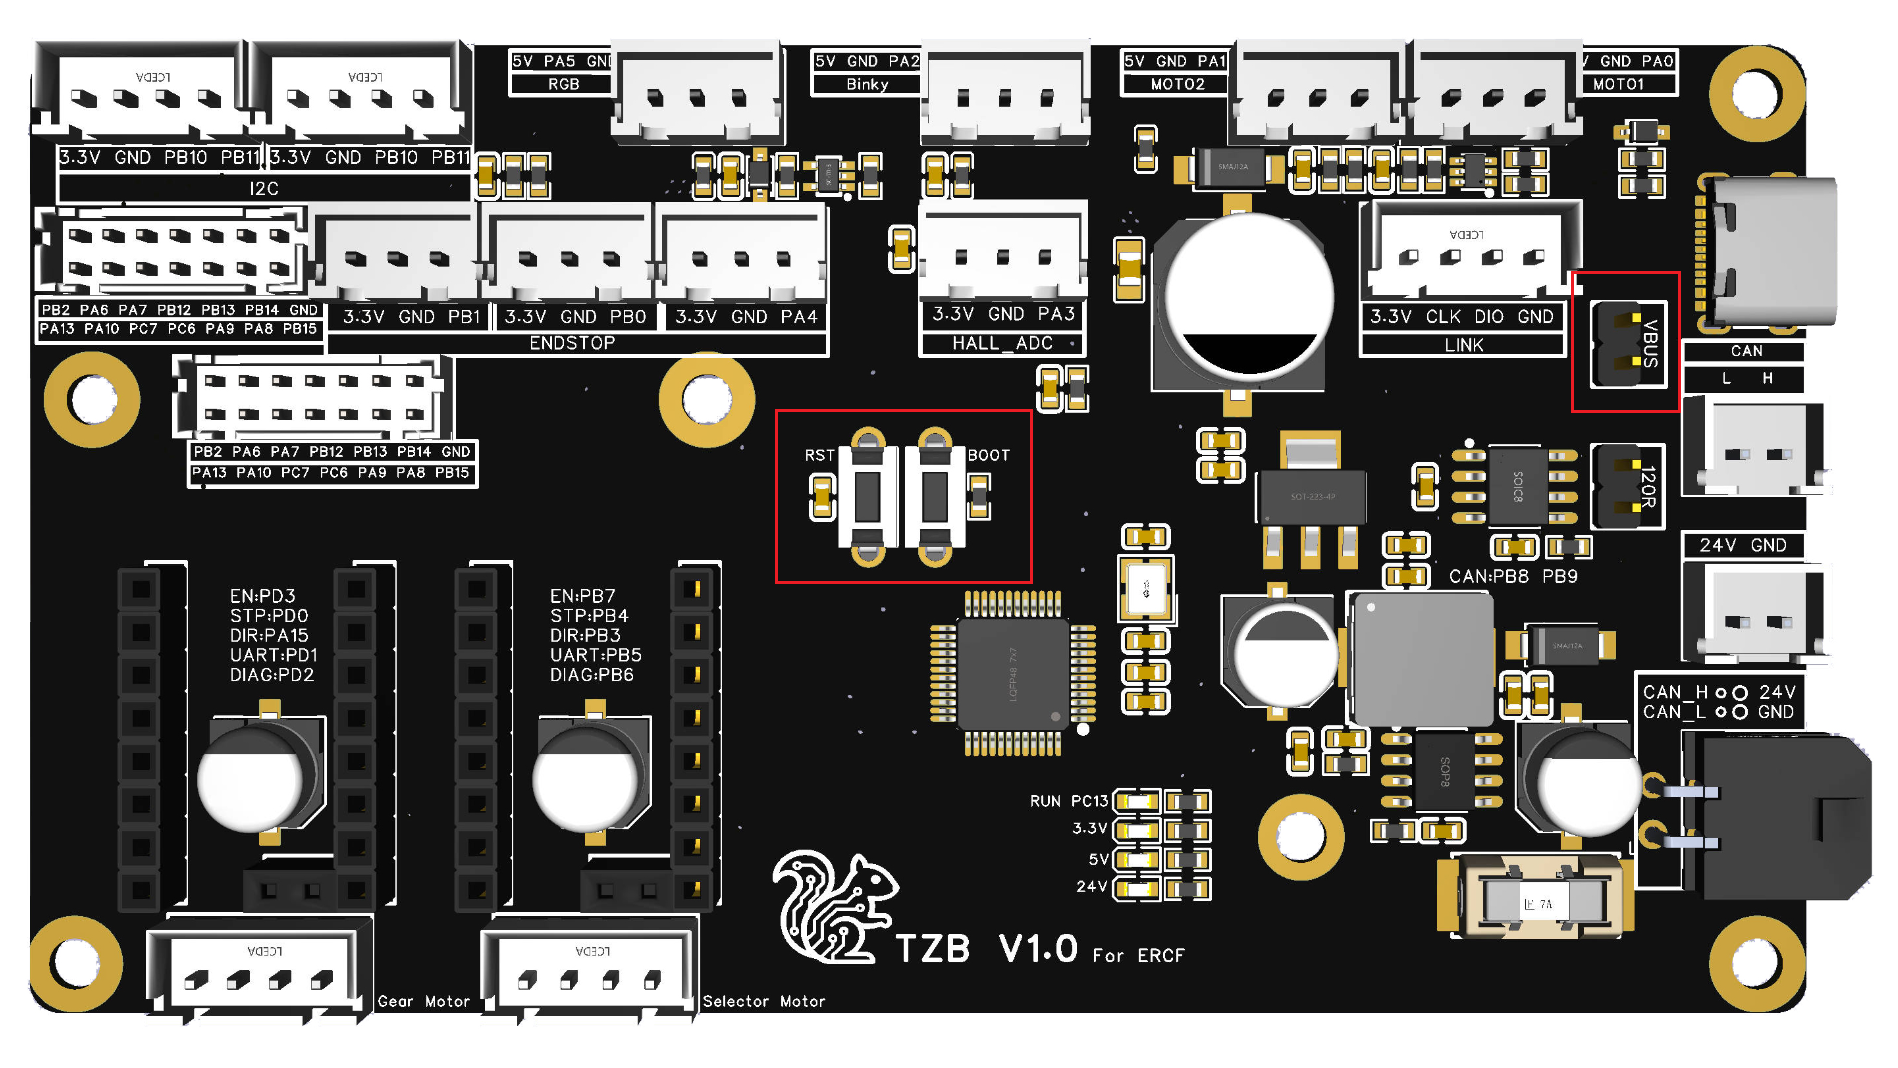 LCEDA
LCEDA
5V PA5 GN
RGB
5V GND PA2
Binky
5V GND PA1
MOTO2
V GND PA0
MOTO1
3.3V GND PB10 PB11
3.3V GND PB10 PB11
I2C
SMAJ12A
LCEDA
PB2 PA6 PA7 PB12 PB13 PB14 GND
PA13 PA10 PC7 PC6 PA9 PA8 PB15
3.3V GND PB1
3.3V GND PB0
3.3V GND PA4
ENDSTOP
3.3V GND PA3
HALL_ADC
3.3V CLK DIO GND
LINK
VBUS
CAN
L H
PB2 PA6 PA7 PB12 PB13 PB14 GND
PA13 PA10 PC7 PC6 PA9 PA8 PB15
RST
BOOT
SOT-223-4P
SOIC8
120R
24V GND
CAN:PB8 PB9
EN:PD3
STP:PD0
DIR:PA15
UART:PD1
DIAG:PD2
EN:PB7
STP:PB4
DIR:PB3
UART:PB5
DIAG:PB6
LQFP48 7X7
SMAJ12A
CAN_H 24V
CAN_L GND
SOP8
RUN PC13
3.3V
5V
24V
F 7A
TZB V1.0 For ERCF
LCEDA
LCEDA
Gear Motor
Selector Motor